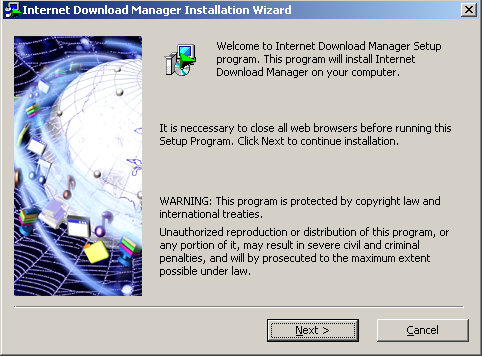 Internet Download Manager Installation Wizard
Welcome to Internet Download Manager Setup
program. This program will install Internet
Download Manager on your computer.
It is neccessary to close all web browsers before running this
Setup Program. Click Next to continue installation.
WARNING: This program is protected by copyright law and
international treaties.
Unauthorized reproduction or distribution of this program, or
any portion of it, may result in severe civil and criminal
penalties, and will by prosecuted to the maximum extent
possible under law.
Next >
Cancel